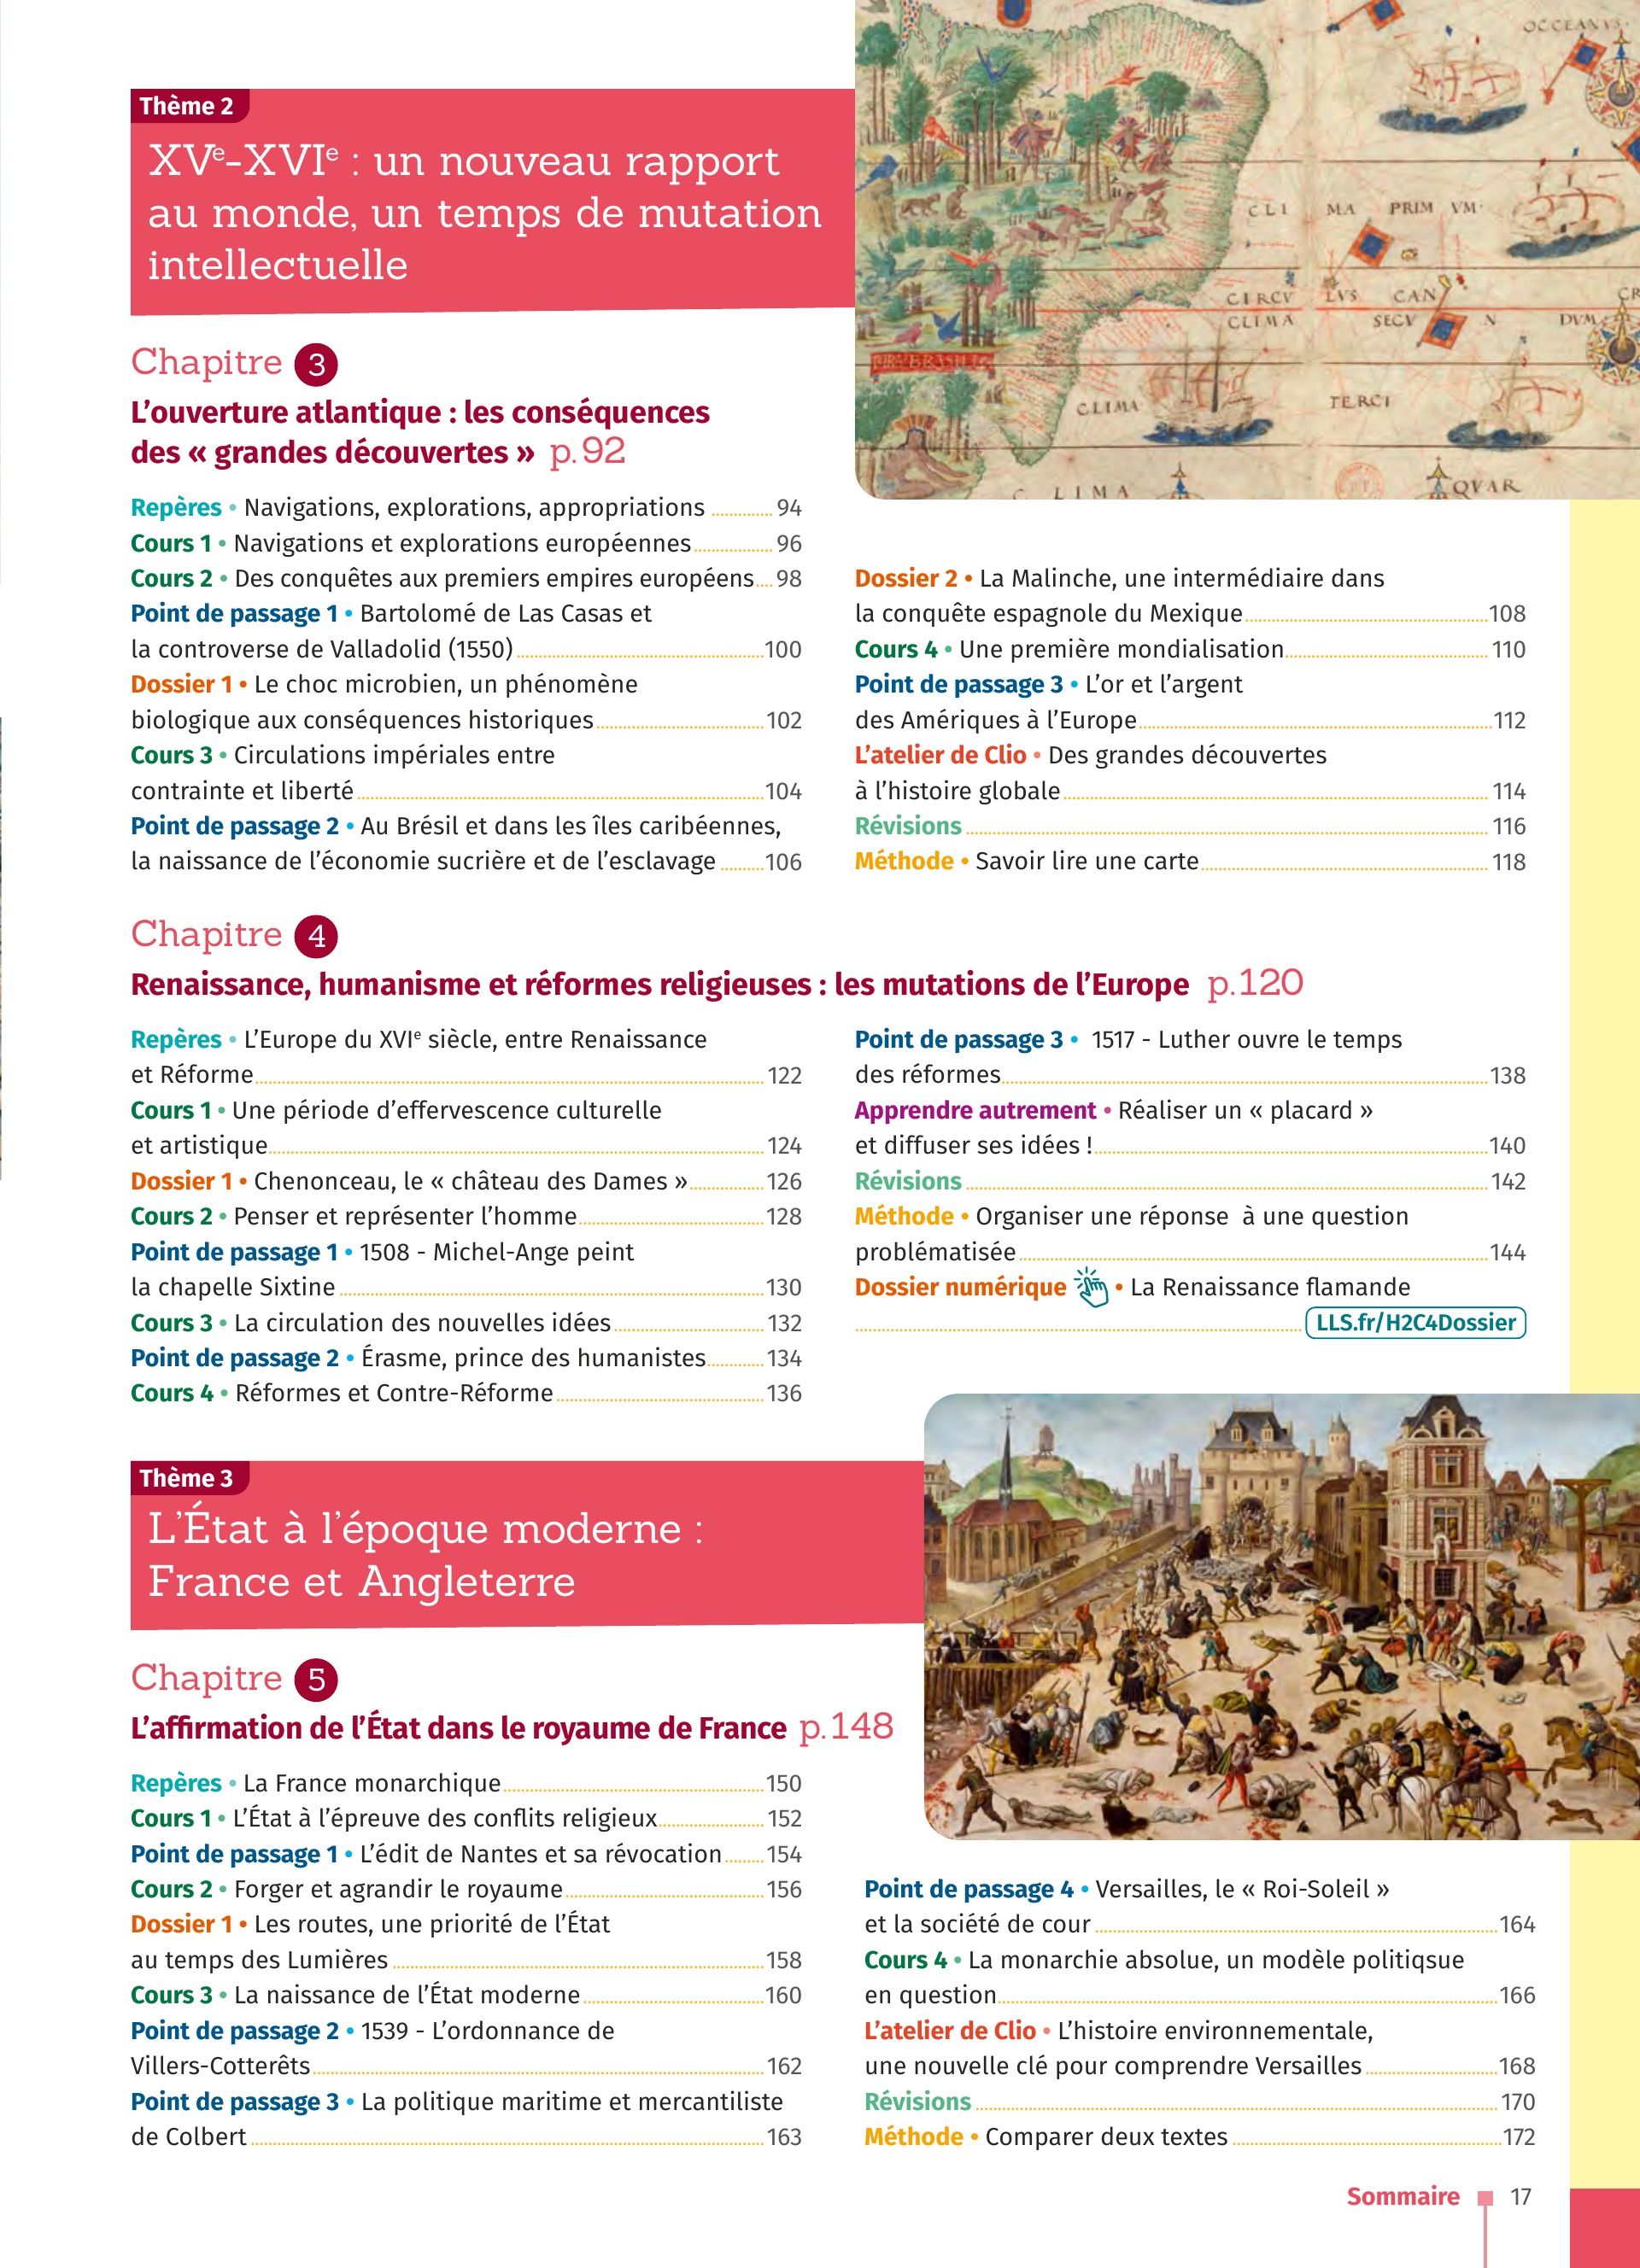 Thème 2
XVe-XVIe : un nouveau rapport
au monde, un temps de mutation
intellectuelle
OCCEANVS
CLI MA PRIM VM
CIRCV LVS CAN CR
CLIMA SECV N DVM
CLIMA TERCI
CLIMA QVAR
Chapitre 3
L'ouverture atlantique : les conséquences
des « grandes découvertes » p. 92
Repères • Navigations, explorations, appropriations 94
Cours 1 • Navigations et explorations européennes 96
Cours 2 • Des conquêtes aux premiers empires européens 98
Point de passage 1 • Bartolomé de Las Casas et
la controverse de Valladolid (1550) 100
Dossier 1 • Le choc microbien, un phénomène
biologique aux conséquences historiques 102
Cours 3 • Circulations impériales entre
contrainte et liberté 104
Point de passage 2 • Au Brésil et dans les îles caribéennes,
la naissance de l'économie sucrière et de l'esclavage 106
Dossier 2 • La Malinche, une intermédiaire dans
la conquête espagnole du Mexique 108
Cours 4 • Une première mondialisation 110
Point de passage 3 • L'or et l'argent
des Amériques à l'Europe 112
L'atelier de Clio • Des grandes découvertes
à l'histoire globale 114
Révisions 116
Méthode • Savoir lire une carte 118
Chapitre 4
Renaissance, humanisme et réformes religieuses : les mutations de l'Europe p. 120
Repères • L'Europe du XVIe siècle, entre Renaissance
et Réforme 122
Cours 1 • Une période d'effervescence culturelle
et artistique 124
Dossier 1 • Chenonceau, le « château des Dames » 126
Cours 2 • Penser et représenter l'homme 128
Point de passage 1 • 1508 - Michel-Ange peint
la chapelle Sixtine 130
Cours 3 • La circulation des nouvelles idées 132
Point de passage 2 • Érasme, prince des humanistes 134
Cours 4 • Réformes et Contre-Réforme 136
Point de passage 3 • 1517 - Luther ouvre le temps
des réformes 138
Apprendre autrement • Réaliser un « placard »
et diffuser ses idées ! 140
Révisions 142
Méthode • Organiser une réponse à une question
problématisée 144
Dossier numérique • La Renaissance flamande
LLS.fr/H2C4Dossier
Thème 3
L'État à l'époque moderne :
France et Angleterre
Chapitre 5
L'affirmation de l'État dans le royaume de France p. 148
Repères • La France monarchique 150
Cours 1 • L'État à l'épreuve des conflits religieux 152
Point de passage 1 • L'édit de Nantes et sa révocation 154
Cours 2 • Forger et agrandir le royaume 156
Dossier 1 • Les routes, une priorité de l'État
au temps des Lumières 158
Cours 3 • La naissance de l'État moderne 160
Point de passage 2 • 1539 - L'ordonnance de
Villers-Cotterêts 162
Point de passage 3 • La politique maritime et mercantiliste
de Colbert 163
Point de passage 4 • Versailles, le « Roi-Soleil »
et la société de cour 164
Cours 4 • La monarchie absolue, un modèle politiqsue
en question 166
L'atelier de Clio • L'histoire environnementale,
une nouvelle clé pour comprendre Versailles 168
Révisions 170
Méthode • Comparer deux textes 172
Sommaire 17